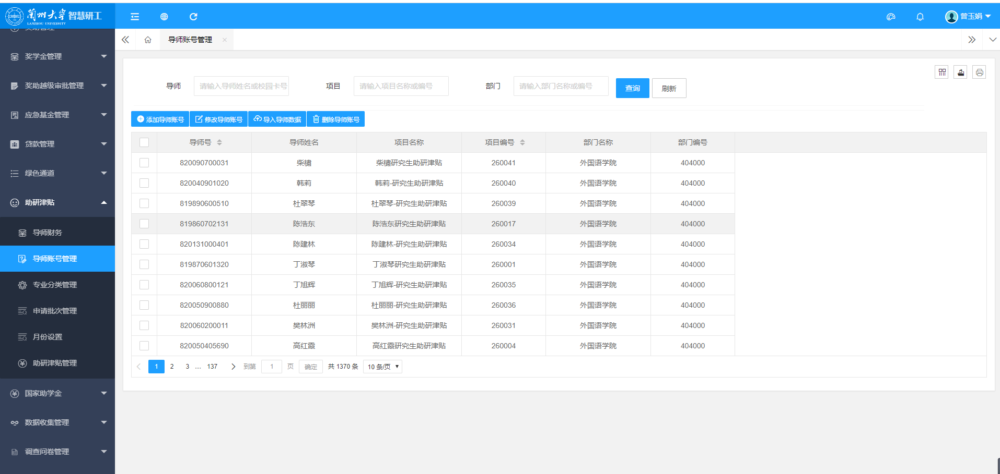 兰州大学 智慧研工
LANZHOU UNIVERSITY
曾玉娟
导师账号管理
奖学金管理
奖助越级审批管理
应急基金管理
贷款管理
绿色通道
助研津贴
导师财务
导师账号管理
专业分类管理
申请批次管理
月份设置
助研津贴管理
国家助学金
数据收集管理
调查问卷管理
导师 请输入导师姓名或校园卡号 项目 请输入项目名称或编号 部门 请输入部门名称或编号 查询 刷新
添加导师账号 修改导师账号 导入导师数据 删除导师账号
导师号 导师姓名 项目名称 项目编号 部门名称 部门编号
820090700031 柴橚 柴橚研究生助研津贴 260041 外国语学院 404000
820040901020 韩莉 韩莉-研究生助研津贴 260040 外国语学院 404000
819890600510 杜翠琴 杜翠琴-研究生助研津贴 260039 外国语学院 404000
819860702131 陈浩东 陈浩东研究生助研津贴 260017 外国语学院 404000
820131000401 陈建林 陈建林-研究生助研津贴 260034 外国语学院 404000
819870601320 丁淑琴 丁淑琴研究生助研津贴 260001 外国语学院 404000
820060800121 丁旭辉 丁旭辉-研究生助研津贴 260035 外国语学院 404000
820050900880 杜丽丽 杜丽丽-研究生助研津贴 260036 外国语学院 404000
820060200011 樊林洲 樊林洲-研究生助研津贴 260031 外国语学院 404000
820050405690 高红霞 高红霞研究生助研津贴 260004 外国语学院 404000
1 2 3 … 137 到第 1 页 确定 共 1370 条 10 条/页